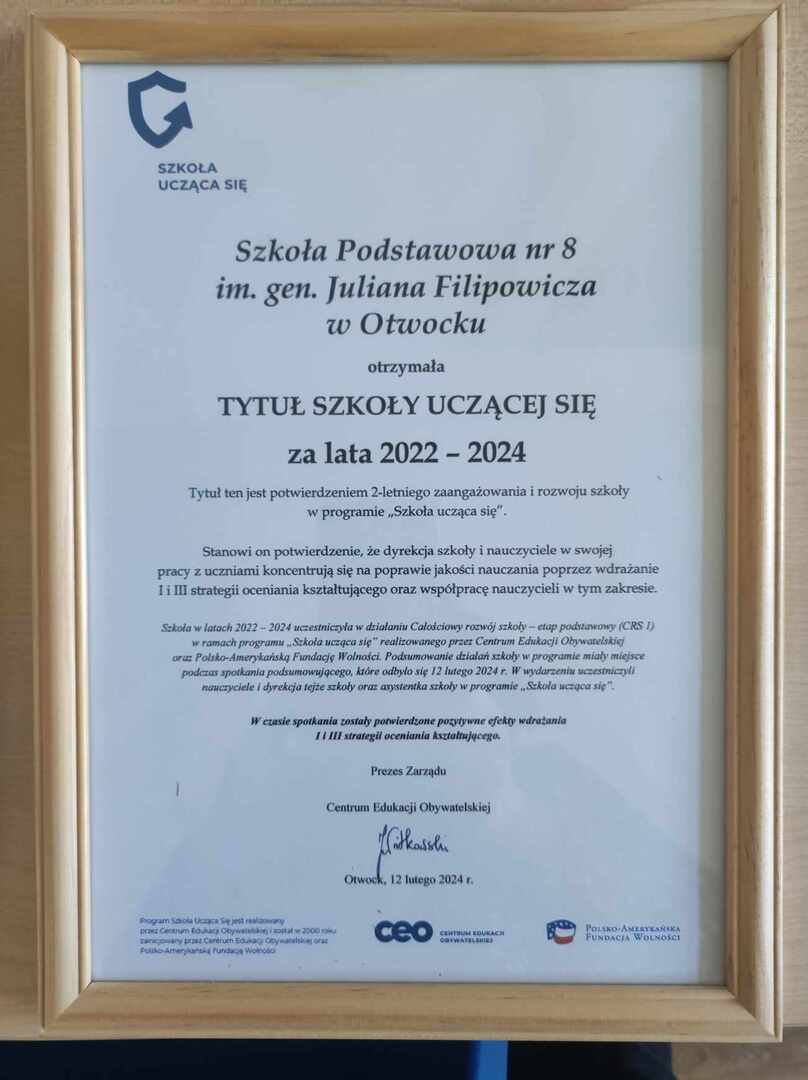 SZKOŁA
UCZĄCA SIĘ
Szkoła Podstawowa nr 8
im. gen. Juliana Filipowicza
w Otwocku
otrzymała
TYTUŁ SZKOŁY UCZĄCEJ SIĘ
za lata 2022 – 2024
Tytuł ten jest potwierdzeniem 2-letniego zaangażowania i rozwoju szkoły
w programie „Szkoła ucząca się”.
Stanowi on potwierdzenie, że dyrekcja szkoły i nauczyciele w swojej
pracy z uczniami koncentrują się na poprawie jakości nauczania poprzez wdrażanie
I i III strategii oceniania kształtującego oraz współpracę nauczycieli w tym zakresie.
Szkoła w latach 2022 – 2024 uczestniczyła w działaniu Całościowy rozwój szkoły – etap podstawowy (CRS 1)
w ramach programu „Szkoła ucząca się” realizowanego przez Centrum Edukacji Obywatelskiej
oraz Polsko-Amerykańską Fundację Wolności. Podsumowanie działań szkoły w programie miały miejsce
podczas spotkania podsumowującego, które odbyło się 12 lutego 2024 r. W wydarzeniu uczestniczyli
nauczyciele i dyrekcja tejże szkoły oraz asystentka szkoły w programie „Szkoła ucząca się”.
W czasie spotkania zostały potwierdzone pozytywne efekty wdrażania
I i III strategii oceniania kształtującego.
Prezes Zarządu
Centrum Edukacji Obywatelskiej
Otwock, 12 lutego 2024 r.
Program Szkoła Ucząca Się jest realizowany
przez Centrum Edukacji Obywatelskiej i został w 2000 roku
zainicjowany przez Centrum Edukacji Obywatelskiej oraz
Polsko-Amerykańską Fundację Wolności
ceo
CENTRUM EDUKACJI
OBYWATELSKIEJ
POLSKO-AMERYKAŃSKA
FUNDACJA WOLNOŚCI